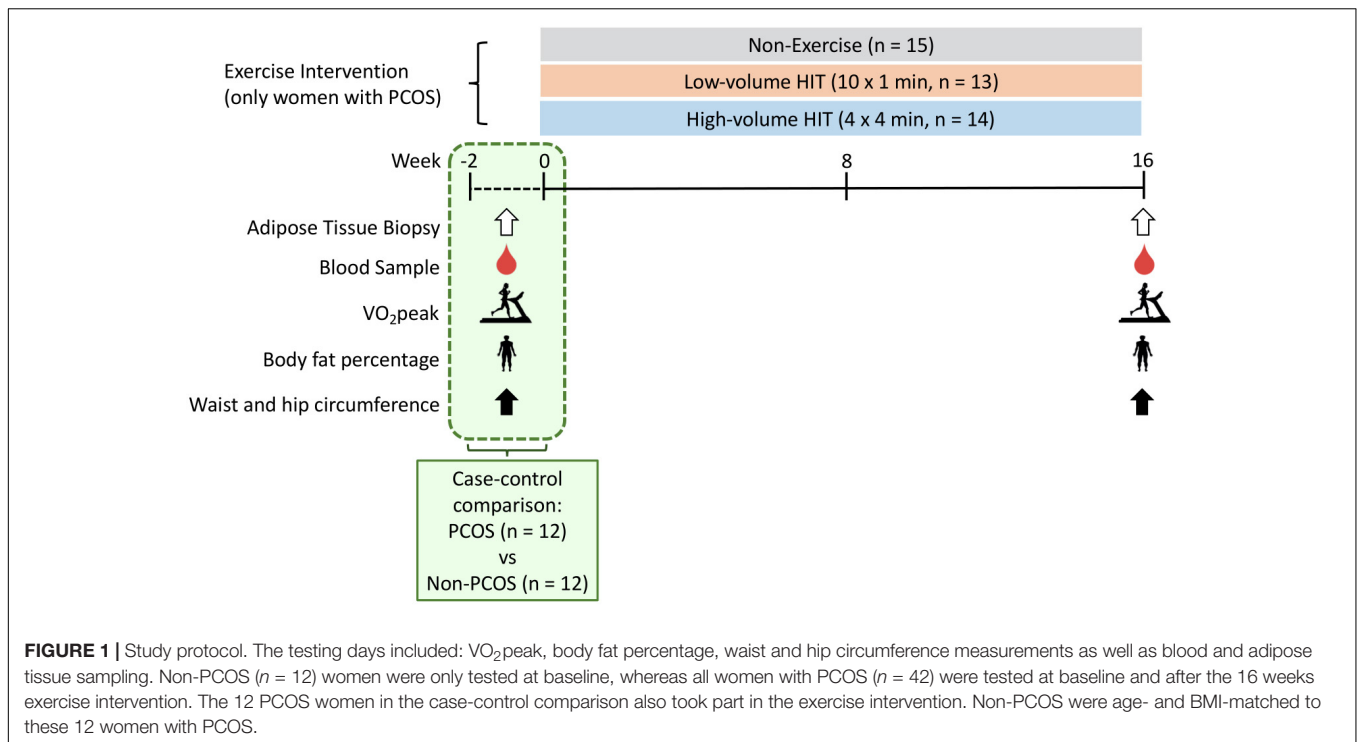 Non-Exercise (n = 15)
Exercise Intervention
(only women with PCOS)
Low-volume HIT (10 x 1 min, n = 13)
High-volume HIT (4 x 4 min, n = 14)
Week -2 0 8 16
Adipose Tissue Biopsy
Blood Sample
VO₂peak
Body fat percentage
Waist and hip circumference
Case-control
comparison:
PCOS (n = 12)
vs
Non-PCOS (n = 12)
FIGURE 1 | Study protocol. The testing days included: VO₂peak, body fat percentage, waist and hip circumference measurements as well as blood and adipose
tissue sampling. Non-PCOS (n = 12) women were only tested at baseline, whereas all women with PCOS (n = 42) were tested at baseline and after the 16 weeks
exercise intervention. The 12 PCOS women in the case-control comparison also took part in the exercise intervention. Non-PCOS were age- and BMI-matched to
these 12 women with PCOS.